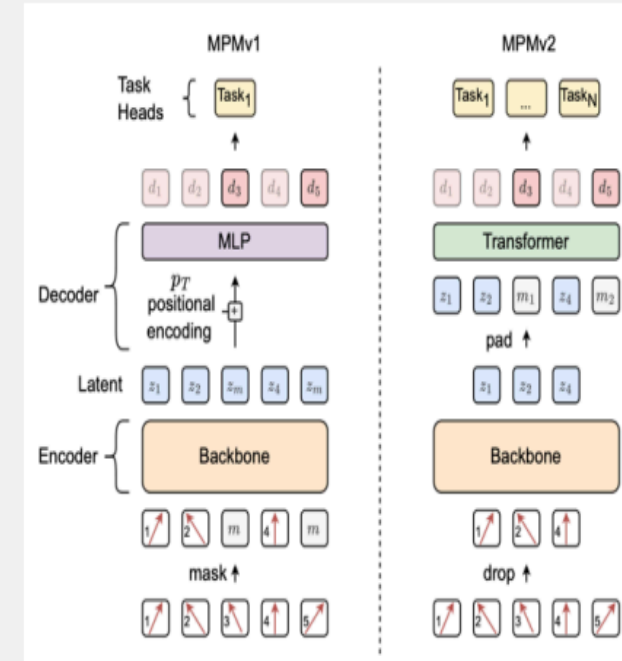 MPMv1
MPMv2
Task
Heads
Task1
Task1
...
TaskN
d1 d2 d3 d4 d5
d1 d2 d3 d4 d5
MLP
Transformer
Decoder
pT
positional
encoding
+
z1 z2 m1 z4 m2
pad
Latent
z1 z2 zm z4 zm
z1 z2 z4
Encoder
Backbone
Backbone
1 2 m 4 m
1 2 4
mask
drop
1 2 3 4 5
1 2 3 4 5